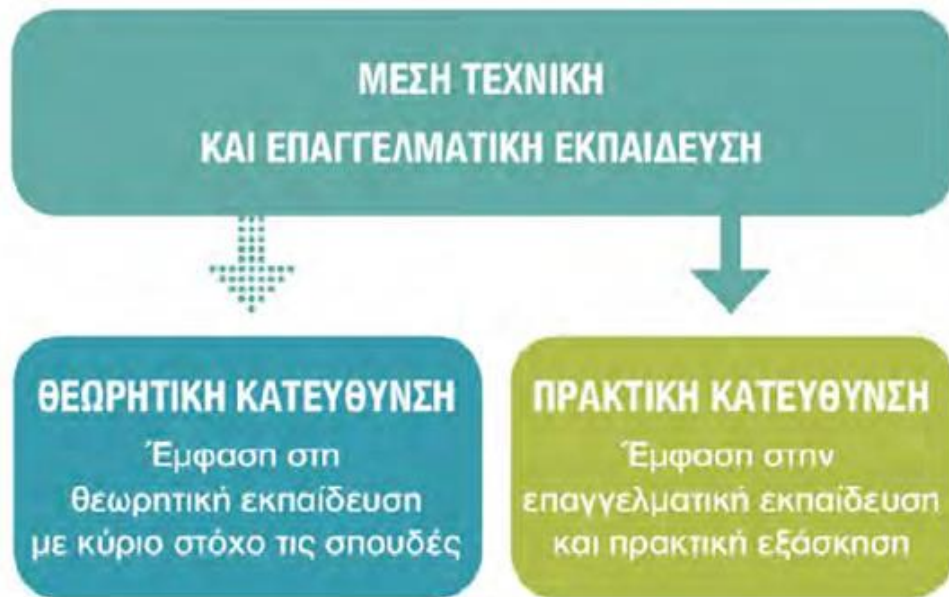 ΜΕΣΗ ΤΕΧΝΙΚΗ
ΚΑΙ ΕΠΑΓΓΕΛΜΑΤΙΚΗ ΕΚΠΑΙΔΕΥΣΗ
ΘΕΩΡΗΤΙΚΗ ΚΑΤΕΥΘΥΝΣΗ
Έμφαση στη
θεωρητική εκπαίδευση
με κύριο στόχο τις σπουδές
ΠΡΑΚΤΙΚΗ ΚΑΤΕΥΘΥΝΣΗ
Έμφαση στην
επαγγελματική εκπαίδευση
και πρακτική εξάσκηση